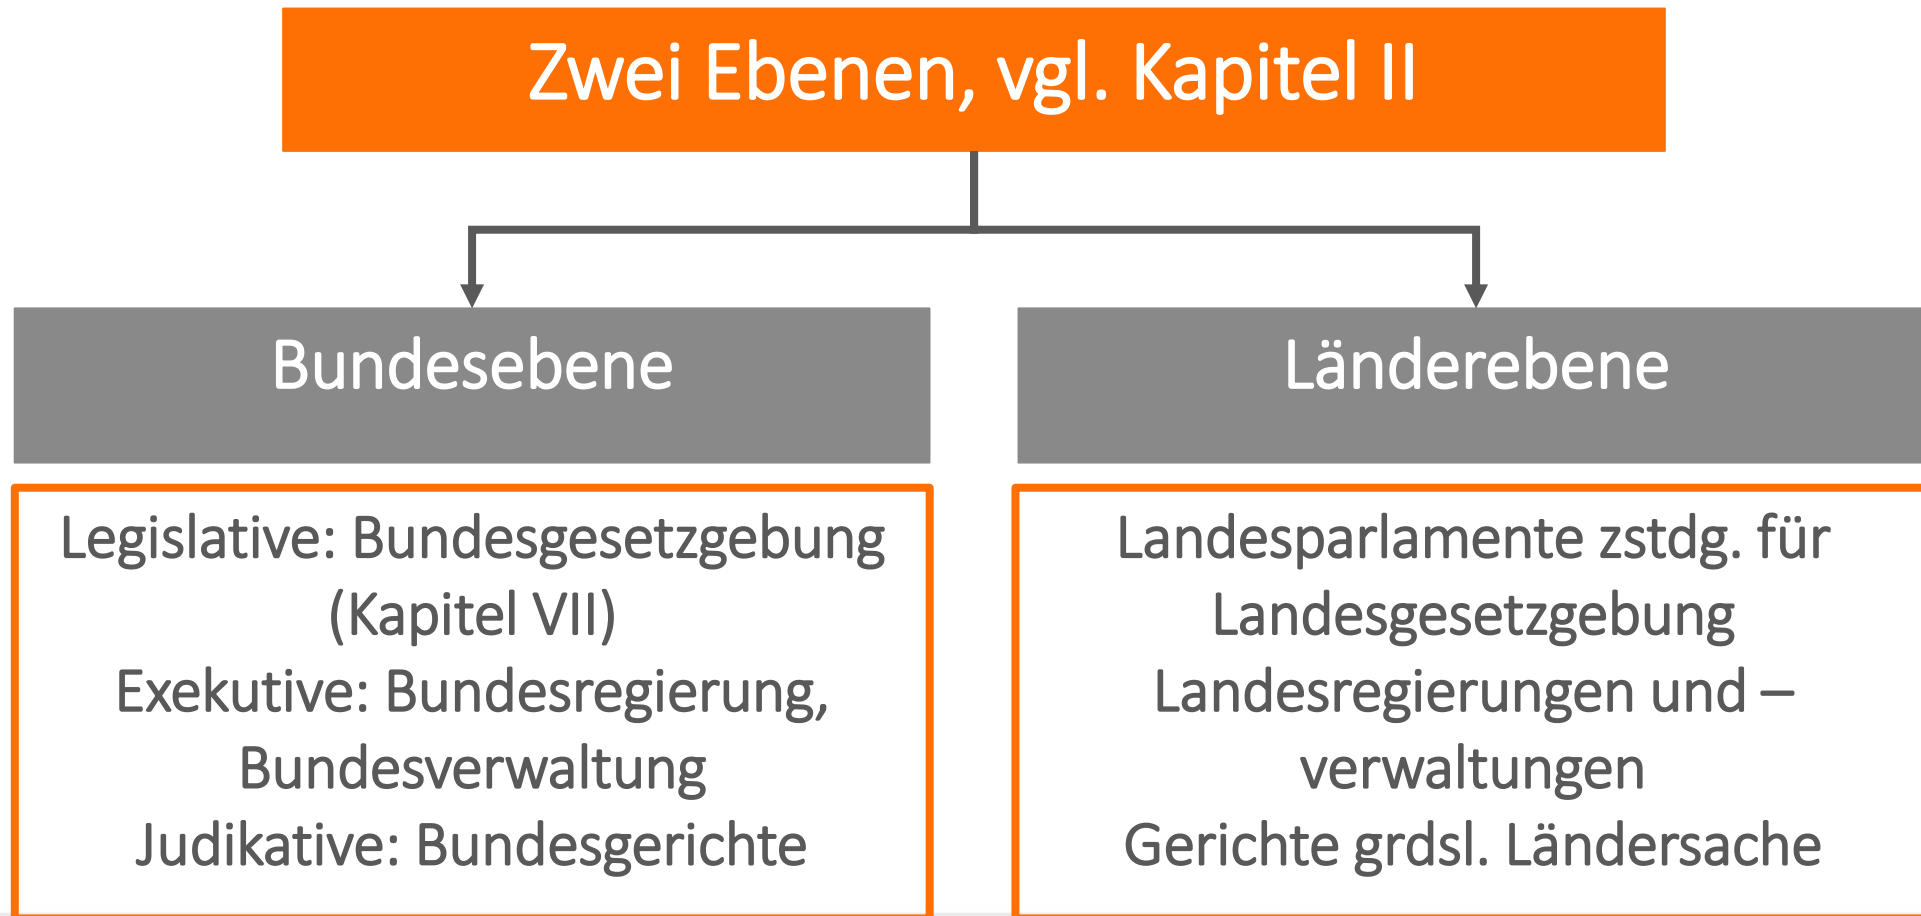 Zwei Ebenen, vgl. Kapitel II
Bundesebene
Legislative: Bundesgesetzgebung
(Kapitel VII)
Exekutive: Bundesregierung,
Bundesverwaltung
Judikative: Bundesgerichte
Länderebene
Landesparlamente zstdg. für
Landesgesetzgebung
Landesregierungen und –
verwaltungen
Gerichte grdsl. Ländersache